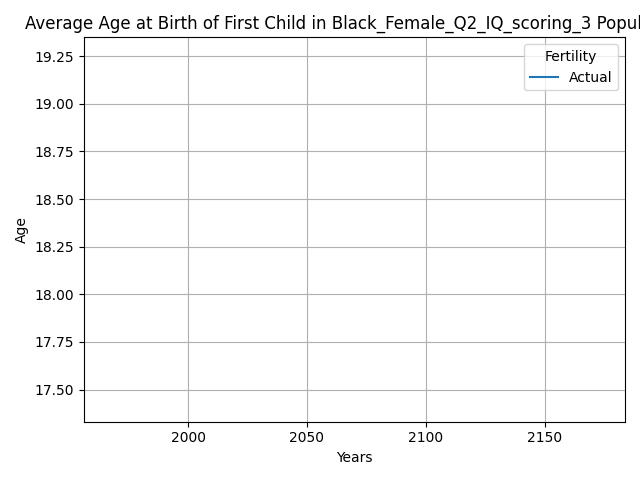 Average Age at Birth of First Child in Black_Female_Q2_IQ_scoring_3
Fertility
Actual
19.25
19.00
18.75
18.50
18.25
18.00
17.75
17.50
Age
2000
2050
2100
2150
Years